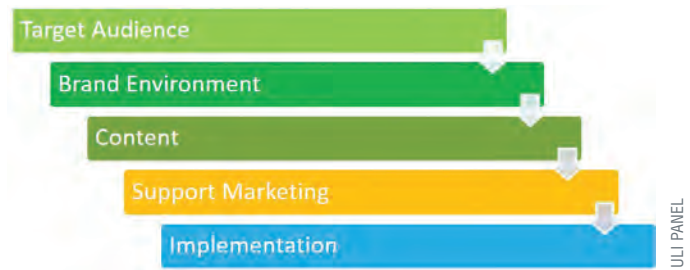 Target Audience
Brand Environment
Content
Support Marketing
Implementation
ULI PANEL